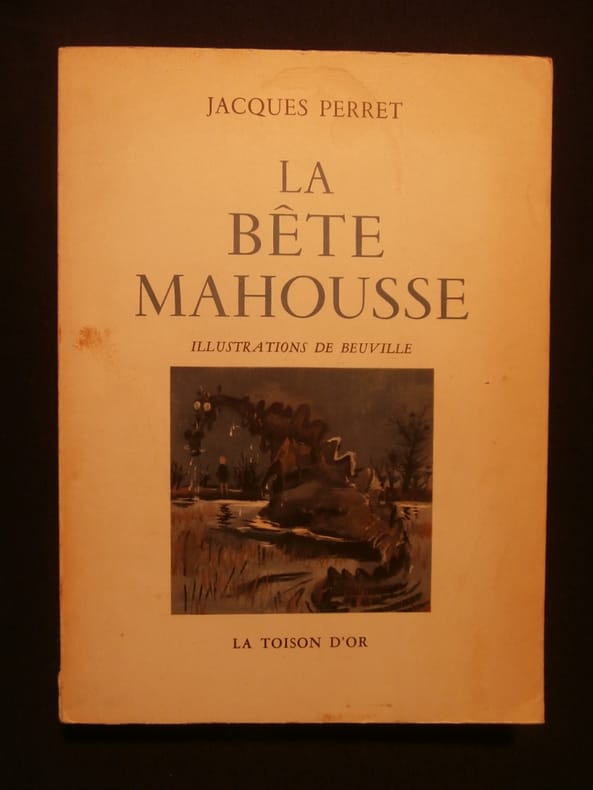 JACQUES PERRET
LA
BÊTE
MAHOUSSE
ILLUSTRATIONS DE BEUVILLE
LA TOISON D'OR